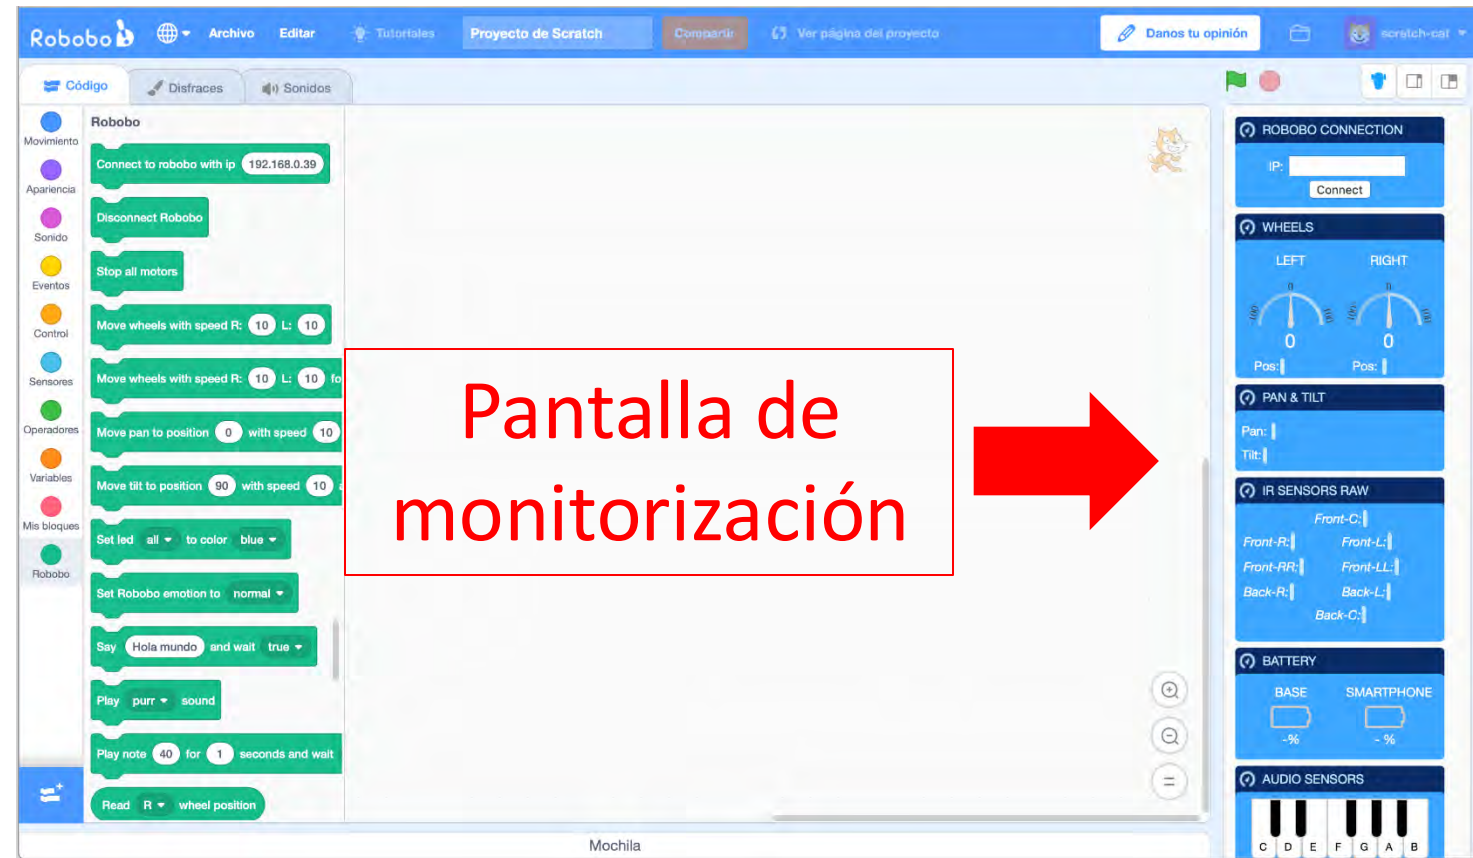 Robobo
Archivo
Editar
Tutoriales
Proyecto de Scratch
Compartir
Ver página del proyecto
Danos tu opinión
scratch-cat
Código
Disfraces
Sonidos
Movimiento
Apariencia
Sonido
Eventos
Control
Sensores
Operadores
Variables
Mis bloques
Robobo
Robobo
Connect to robobo with ip 192.168.0.39
Disconnect Robobo
Stop all motors
Move wheels with speed R: 10 L: 10
Move wheels with speed R: 10 L: 10 fo
Move pan to position 0 with speed 10
Move tilt to position 90 with speed 10 a
Set led all to color blue
Set Robobo emotion to normal
Say Hola mundo and wait true
Play purr sound
Play note 40 for 1 seconds and wait
Read R wheel position
Pantalla de
monitorización
Mochila
ROBOBO CONNECTION
IP:
Connect
WHEELS
LEFT RIGHT
0 0
-100 100 -100 100
0 0
Pos: Pos:
PAN & TILT
Pan:
Tilt:
IR SENSORS RAW
Front-C:
Front-R: Front-L:
Front-RR: Front-LL:
Back-R: Back-L:
Back-C:
BATTERY
BASE SMARTPHONE
-% - %
AUDIO SENSORS
C D E F G A B